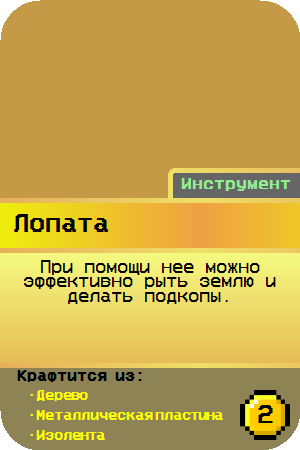 Инструмент
Лопата
При помощи нее можно
эффективно рыть землю и
делать подкопы.
Крафтится из:
·Дерево
·Металлическая пластина
·Изолента
2